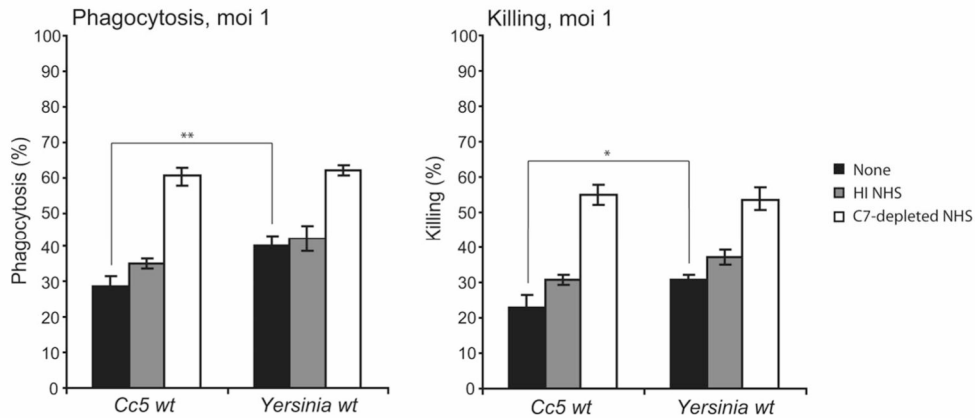 Phagocytosis, moi 1
100
90
80
70
60
50
40
30
20
10
0
Phagocytosis (%)
**
Cc5 wt
Yersinia wt
Killing, moi 1
100
90
80
70
60
50
40
30
20
10
0
Killing (%)
*
Cc5 wt
Yersinia wt
None
HI NHS
C7-depleted NHS